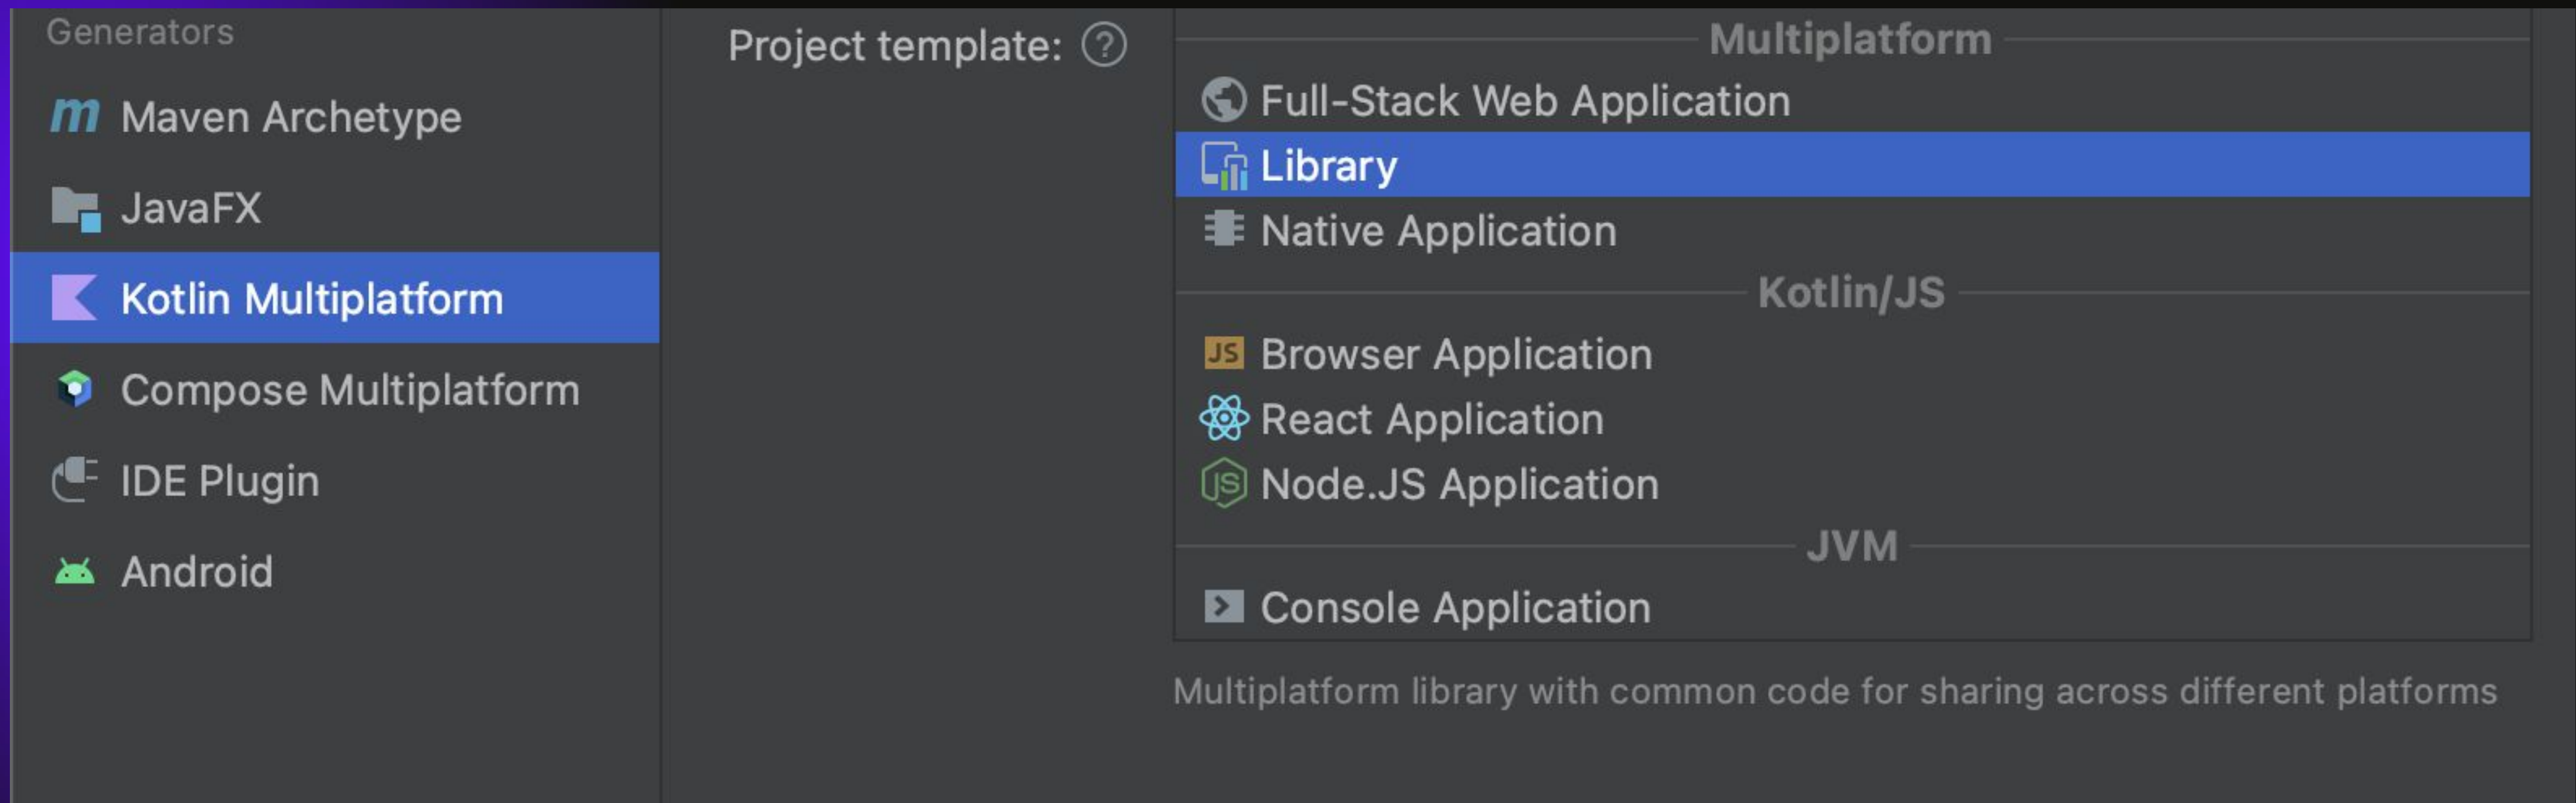 Generators
Maven Archetype
JavaFX
Kotlin Multiplatform
Compose Multiplatform
IDE Plugin
Android
Project template: ?
Multiplatform
Full-Stack Web Application
Library
Native Application
Kotlin/JS
JS Browser Application
React Application
JS Node.JS Application
JVM
Console Application
Multiplatform library with common code for sharing across different platforms